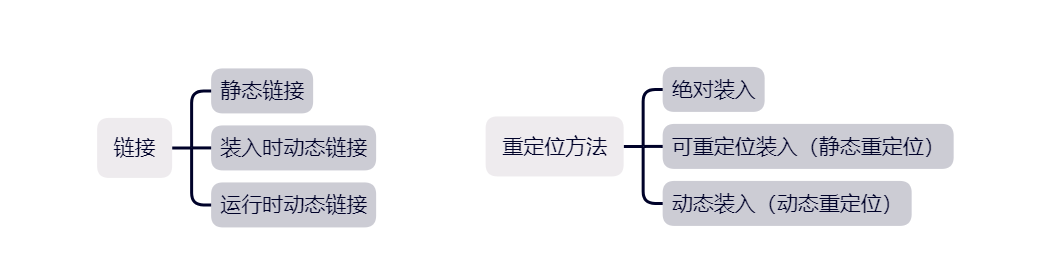 链接
静态链接
装入时动态链接
运行时动态链接
重定位方法
绝对装入
可重定位装入（静态重定位）
动态装入（动态重定位）